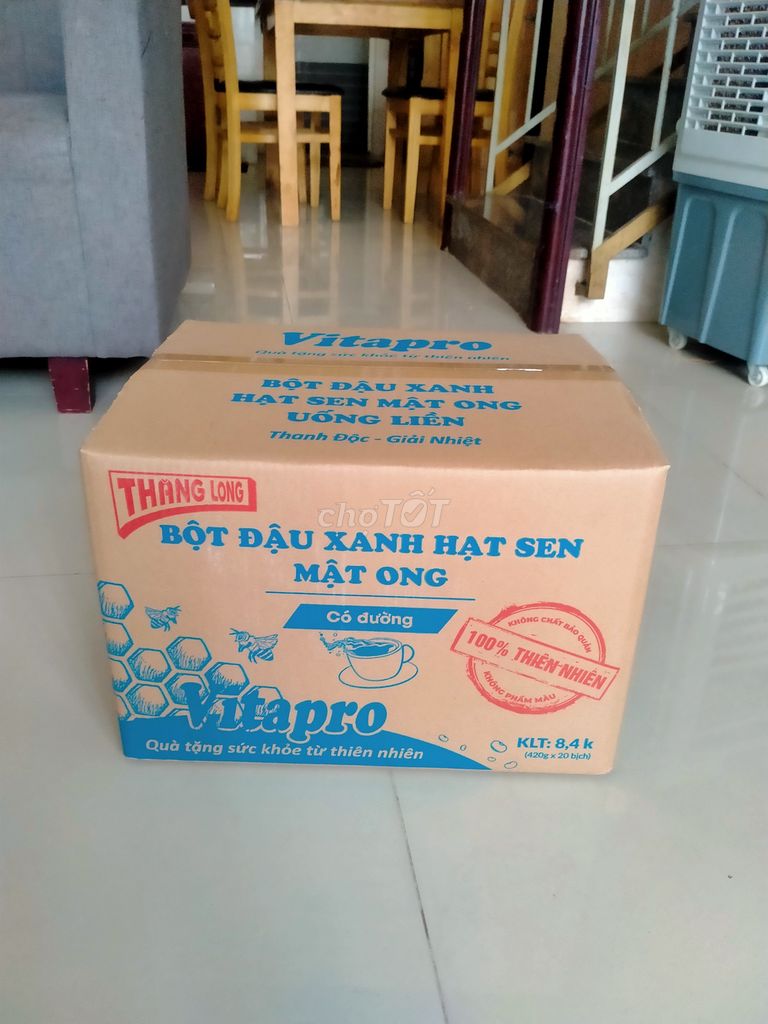 Vitapro
Quà tặng sức khỏe từ thiên nhiên
BỘT ĐẬU XANH
HẠT SEN MẬT ONG
UỐNG LIỀN
Thanh Độc - Giải Nhiệt
THĂNG LONG
choTỐT
BỘT ĐẬU XANH HẠT SEN
MẬT ONG
Có đường
KHÔNG CHẤT BẢO QUẢN
100% THIÊN NHIÊN
KHÔNG PHẨM MÀU
Vitapro
Quà tặng sức khỏe từ thiên nhiên
KLT: 8,4 k
(420g x 20 bịch)